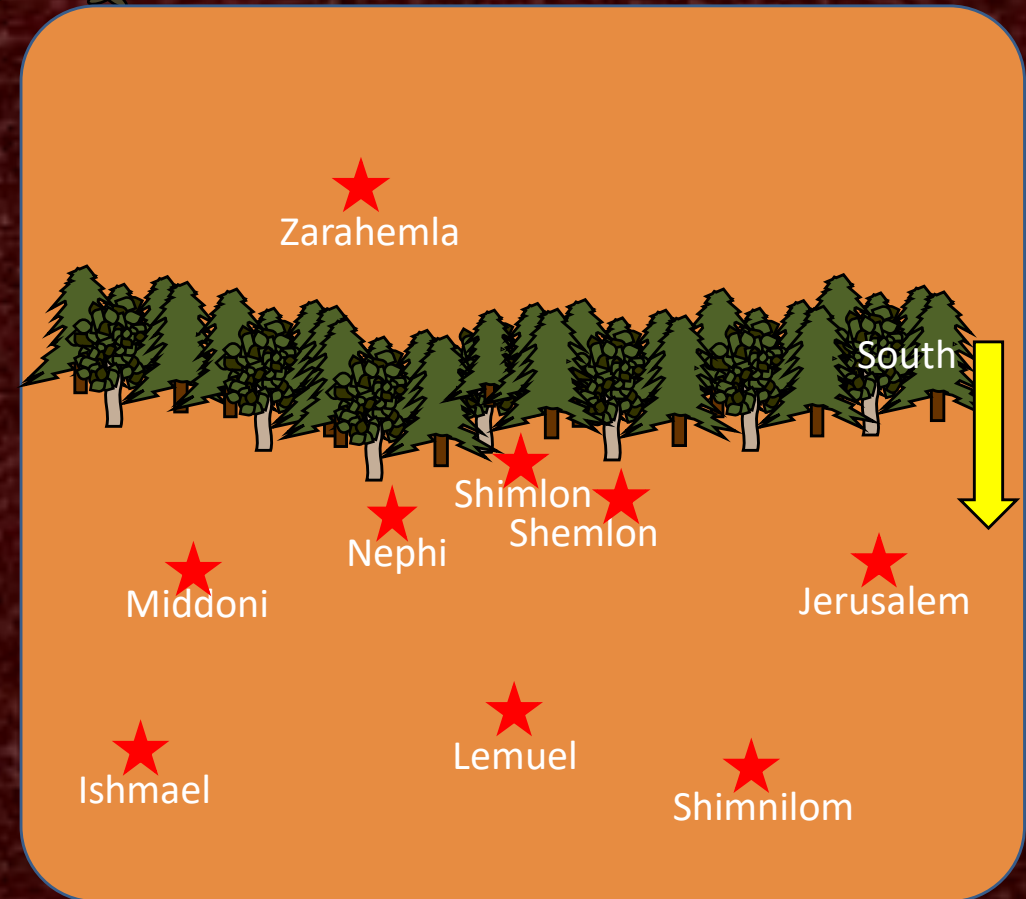 Zarahemla
South
Shimlon
Shemlon
Nephi
Middoni
Jerusalem
Lemuel
Ishmael
Shimnilom